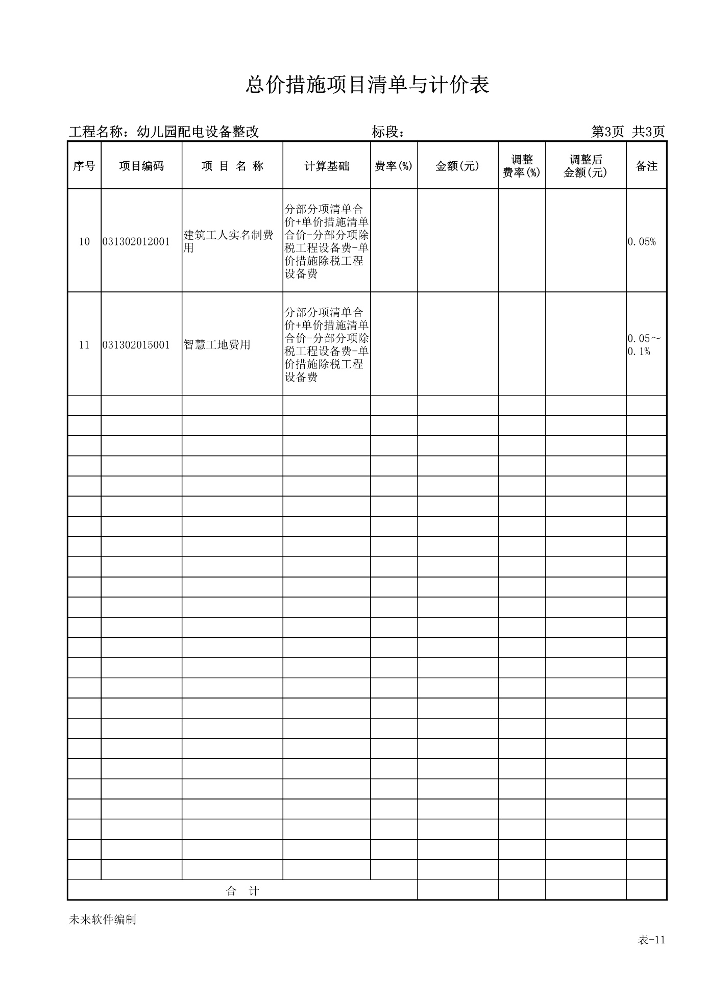 总价措施项目清单与计价表
工程名称：幼儿园配电设备整改 标段： 第3页 共3页
序号 项目编码 项 目 名 称 计算基础 费率(%) 金额(元) 调整 费率(%) 调整后 金额(元) 备注
10 031302012001 建筑工人实名制费
用
分部分项清单合
价+单价措施清单
合价-分部分项除
税工程设备费-单
价措施除税工程
设备费
0.05%
11 031302015001 智慧工地费用
分部分项清单合
价+单价措施清单
合价-分部分项除
税工程设备费-单
价措施除税工程
设备费
0.05～
0.1%
合 计
未来软件编制
表-11